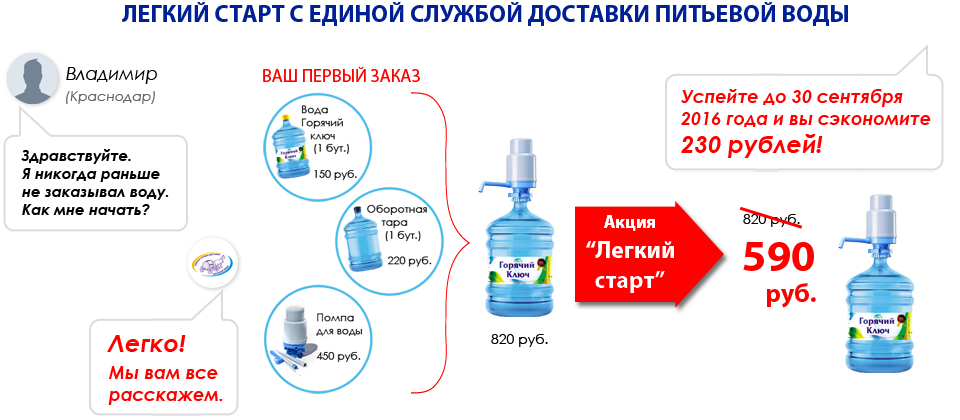 ЛЕГКИЙ СТАРТ С ЕДИНОЙ СЛУЖБОЙ ДОСТАВКИ ПИТЬЕВОЙ ВОДЫ
Владимир
(Краснодар)
Здравствуйте.
Я никогда раньше
не заказывал воду.
Как мне начать?
Легко!
Мы вам все
расскажем.
ВАШ ПЕРВЫЙ ЗАКАЗ
Вода
Горячий
ключ
(1 бут.)
150 руб.
Оборотная
тара
(1 бут.)
220 руб.
Помпа
для воды
450 руб.
Горячий
Ключ
820 руб.
Акция
“Легкий
старт”
Успейте до 30 сентября
2016 года и вы сэкономите
230 рублей!
820 руб.
590
руб.
Горячий
Ключ